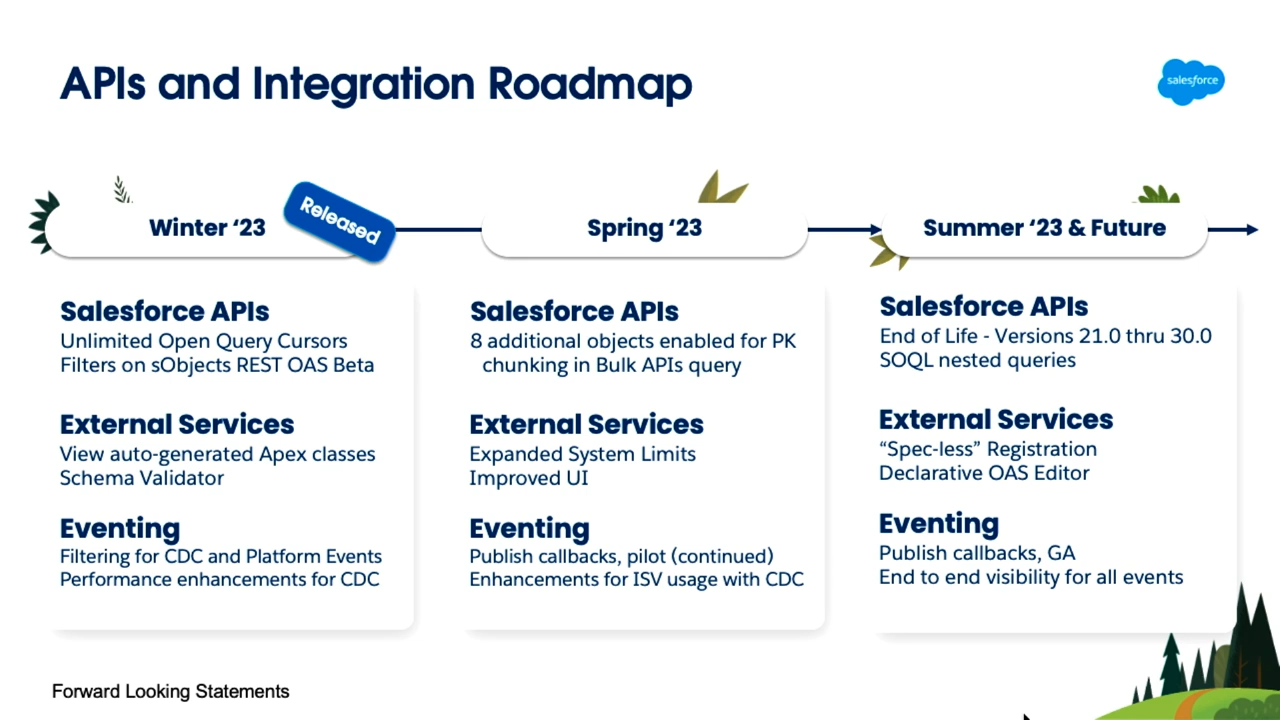 APIs and Integration Roadmap
salesforce
Winter ‘23
Released
Spring ‘23
Summer ‘23 & Future
Salesforce APIs
Unlimited Open Query Cursors
Filters on sObjects REST OAS Beta
External Services
View auto-generated Apex classes
Schema Validator
Eventing
Filtering for CDC and Platform Events
Performance enhancements for CDC
Salesforce APIs
8 additional objects enabled for PK
chunking in Bulk APIs query
External Services
Expanded System Limits
Improved UI
Eventing
Publish callbacks, pilot (continued)
Enhancements for ISV usage with CDC
Salesforce APIs
End of Life - Versions 21.0 thru 30.0
SOQL nested queries
External Services
“Spec-less” Registration
Declarative OAS Editor
Eventing
Publish callbacks, GA
End to end visibility for all events
Forward Looking Statements